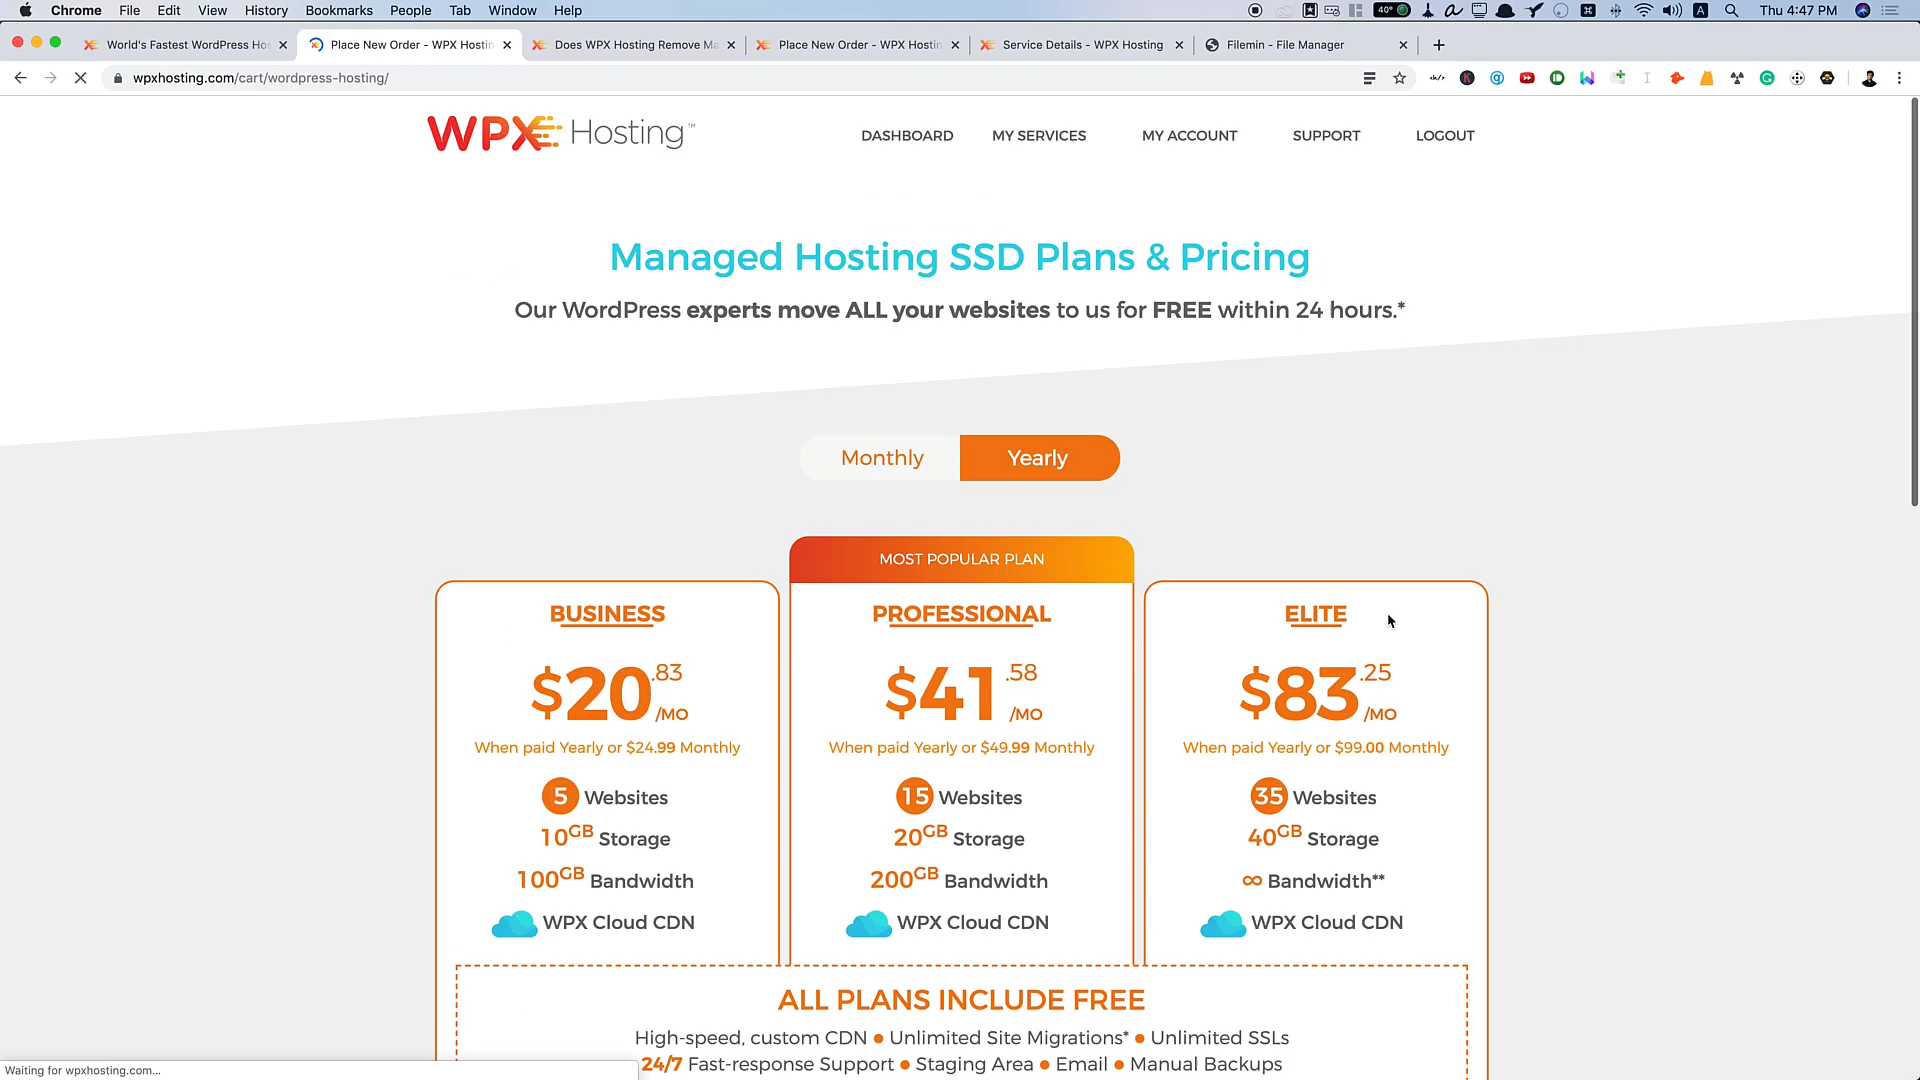 Chrome File Edit View History Bookmarks People Tab Window Help 40° A Thu 4:47 PM
World's Fastest WordPress Ho Place New Order - WPX Hostin Does WPX Hosting Remove Ma Place New Order - WPX Hostin Service Details - WPX Hosting Filemin - File Manager
wpxhosting.com/cart/wordpress-hosting/
WPX Hosting™ DASHBOARD MY SERVICES MY ACCOUNT SUPPORT LOGOUT
Managed Hosting SSD Plans & Pricing
Our WordPress experts move ALL your websites to us for FREE within 24 hours.*
Monthly Yearly
MOST POPULAR PLAN
BUSINESS
$20.83 /MO
When paid Yearly or $24.99 Monthly
5 Websites
10GB Storage
100GB Bandwidth
WPX Cloud CDN
PROFESSIONAL
$41.58 /MO
When paid Yearly or $49.99 Monthly
15 Websites
20GB Storage
200GB Bandwidth
WPX Cloud CDN
ELITE
$83.25 /MO
When paid Yearly or $99.00 Monthly
35 Websites
40GB Storage
∞ Bandwidth**
WPX Cloud CDN
ALL PLANS INCLUDE FREE
High-speed, custom CDN • Unlimited Site Migrations* • Unlimited SSLs
24/7 Fast-response Support • Staging Area • Email • Manual Backups
Waiting for wpxhosting.com...